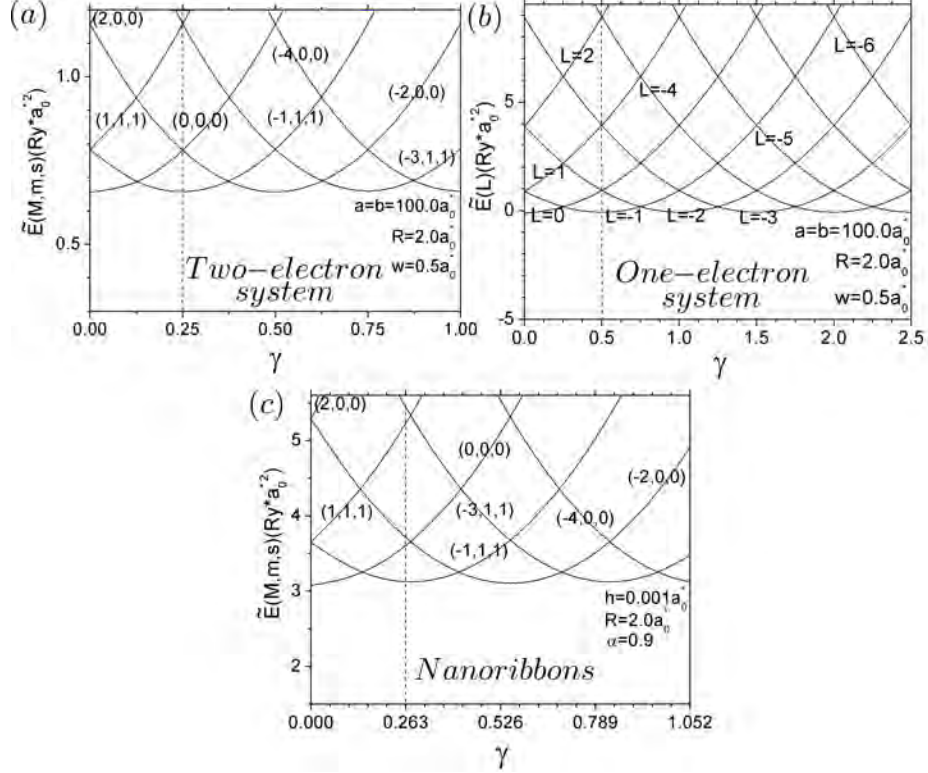 (a)
(2,0,0)
(-4,0,0)
(-2,0,0)
(1,1,1)
(0,0,0)
(-1,1,1)
(-3,1,1)
a=b=100.0a₀*
R=2.0a₀*
w=0.5a₀*
Two-electron
system
Ẽ(M,m,s)(Ry*a₀*²)
1.0
0.5
0.00 0.25 0.50 0.75 1.00
γ
(b)
L=2
L=-6
L=-4
L=-5
L=1
L=0 L=-1 L=-2 L=-3
a=b=100.0a₀*
R=2.0a₀*
w=0.5a₀*
One-electron
system
Ẽ(L)(Ry*a₀*²)
5
0
-5
0.0 0.5 1.0 1.5 2.0 2.5
γ
(c)
(2,0,0)
(0,0,0)
(-2,0,0)
(1,1,1)
(-3,1,1)
(-4,0,0)
(-1,1,1)
h=0.001a₀*
R=2.0a₀*
α=0.9
Nanoribbons
Ẽ(M,m,s)(Ry*a₀*²)
5
4
3
2
0.000 0.263 0.526 0.789 1.052
γ